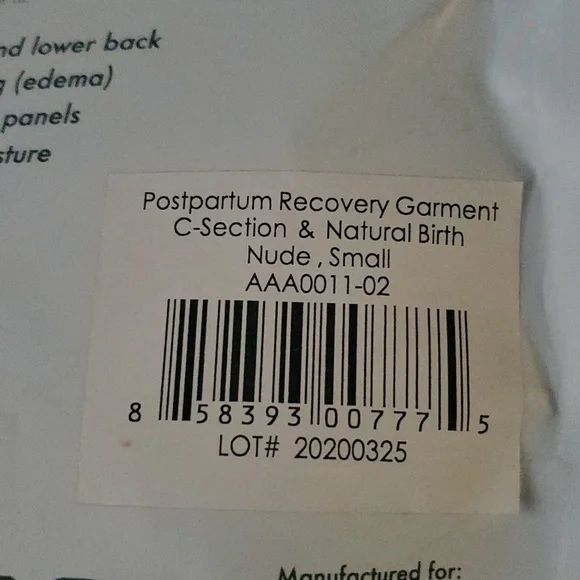 nd lower back
(edema)
panels
sture
Postpartum Recovery Garment
C-Section & Natural Birth
Nude , Small
AAA0011-02
8 58393 00777 5
LOT# 20200325
Manufactured for: